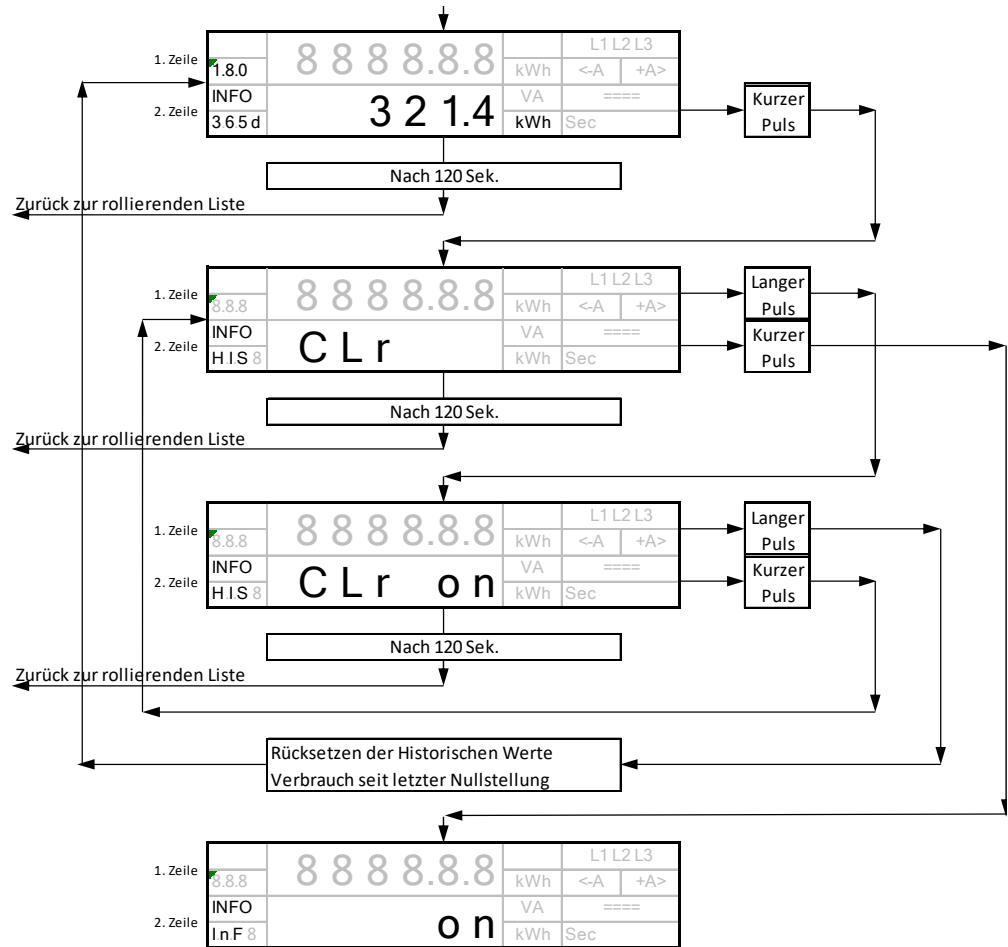 L1 L2 L3
1. Zeile
1.8.0
8 8 8 8.8.8
kWh
<-A
+A>
2. Zeile
INFO
3 2 1.4
VA
====
3.6.5 d
kWh
Sec
Kurzer
Puls
Nach 120 Sek.
Zurück zur rollierenden Liste
L1 L2 L3
1. Zeile
8.8.8
8 8 8 8.8.8
kWh
<-A
+A>
Langer
Puls
2. Zeile
INFO
C L r
VA
====
H.I.S 8
kWh
Sec
Kurzer
Puls
Nach 120 Sek.
Zurück zur rollierenden Liste
L1 L2 L3
1. Zeile
8.8.8
8 8 8 8.8.8
kWh
<-A
+A>
Langer
Puls
2. Zeile
INFO
C L r o n
VA
====
H.I.S 8
kWh
Sec
Kurzer
Puls
Nach 120 Sek.
Zurück zur rollierenden Liste
Rücksetzen der Historischen Werte
Verbrauch seit letzter Nullstellung
L1 L2 L3
1. Zeile
8.8.8
8 8 8 8.8.8
kWh
<-A
+A>
2. Zeile
INFO
o n
VA
====
I.n.F 8
kWh
Sec